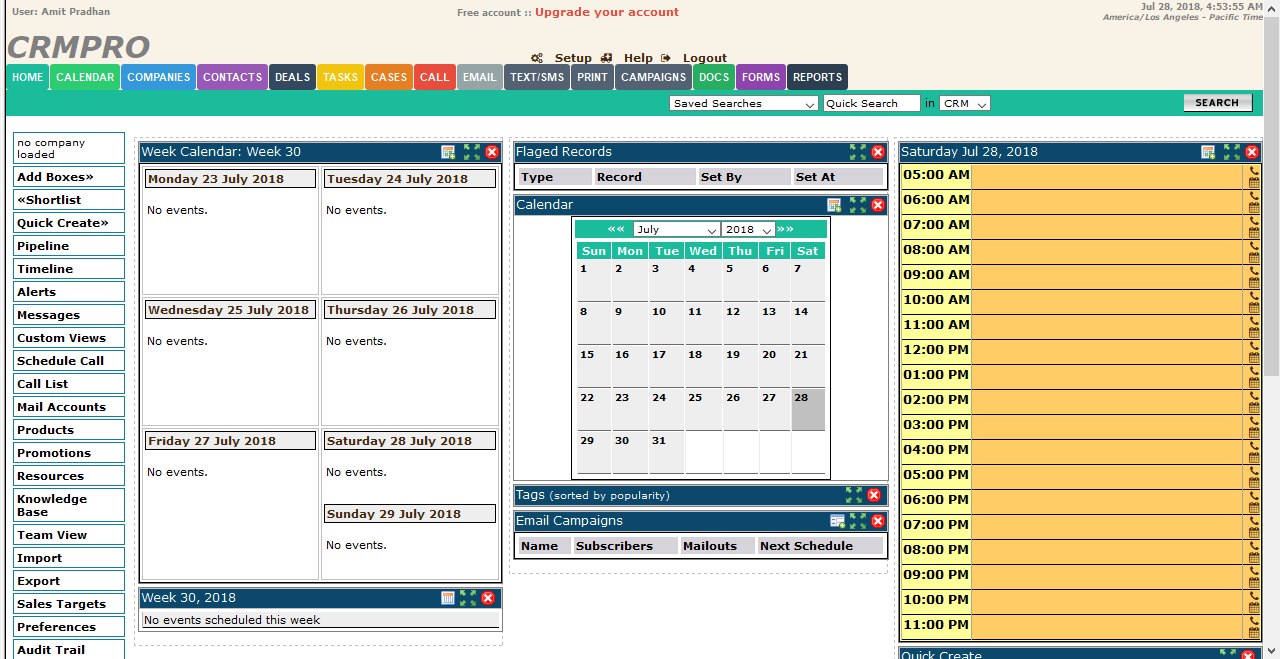 User: Amit Pradhan
Free account :: Upgrade your account
Jul 28, 2018, 4:53:55 AM
America/Los Angeles - Pacific Time
CRMPRO
Setup Help Logout
HOME CALENDAR COMPANIES CONTACTS DEALS TASKS CASES CALL EMAIL TEXT/SMS PRINT CAMPAIGNS DOCS FORMS REPORTS
Saved Searches Quick Search in CRM SEARCH
no company
loaded
Add Boxes»
«Shortlist
Quick Create»
Pipeline
Timeline
Alerts
Messages
Custom Views
Schedule Call
Call List
Mail Accounts
Products
Promotions
Resources
Knowledge
Base
Team View
Import
Export
Sales Targets
Preferences
Audit Trail
Week Calendar: Week 30
Monday 23 July 2018 Tuesday 24 July 2018
No events. No events.
Wednesday 25 July 2018 Thursday 26 July 2018
No events. No events.
Friday 27 July 2018 Saturday 28 July 2018
No events. No events.
Sunday 29 July 2018
No events.
Week 30, 2018
No events scheduled this week
Flaged Records
Type Record Set By Set At
Calendar
«« July 2018 »»
Sun Mon Tue Wed Thu Fri Sat
1 2 3 4 5 6 7
8 9 10 11 12 13 14
15 16 17 18 19 20 21
22 23 24 25 26 27 28
29 30 31
Tags (sorted by popularity)
Email Campaigns
Name Subscribers Mailouts Next Schedule
Saturday Jul 28, 2018
05:00 AM
06:00 AM
07:00 AM
08:00 AM
09:00 AM
10:00 AM
11:00 AM
12:00 PM
01:00 PM
02:00 PM
03:00 PM
04:00 PM
05:00 PM
06:00 PM
07:00 PM
08:00 PM
09:00 PM
10:00 PM
11:00 PM
Quick Create